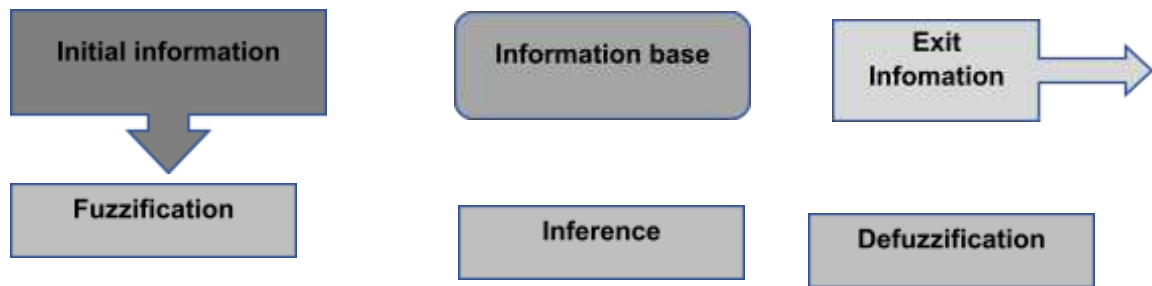 Initial information
Information base
Exit
Infomation
Fuzzification
Inference
Defuzzification